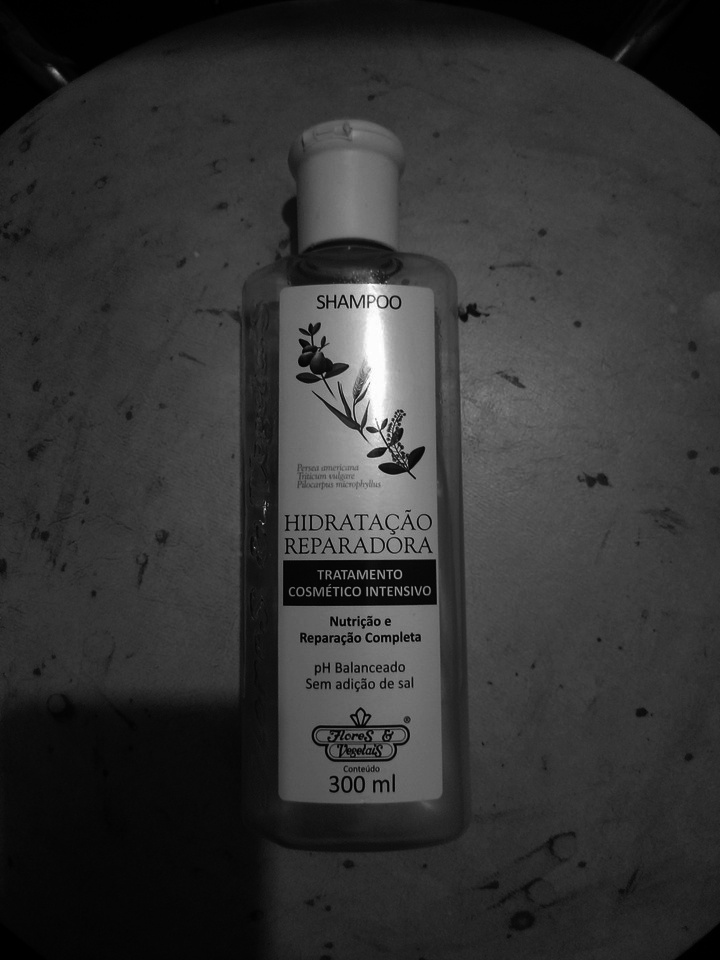 SHAMPOO
Persea americana
Triticum vulgare
Pilocarpus microphyllus
HIDRATAÇÃO
REPARADORA
TRATAMENTO
COSMÉTICO INTENSIVO
Nutrição e
Reparação Completa
pH Balanceado
Sem adição de sal
Flores &
Vegetais
®
Conteúdo
300 ml